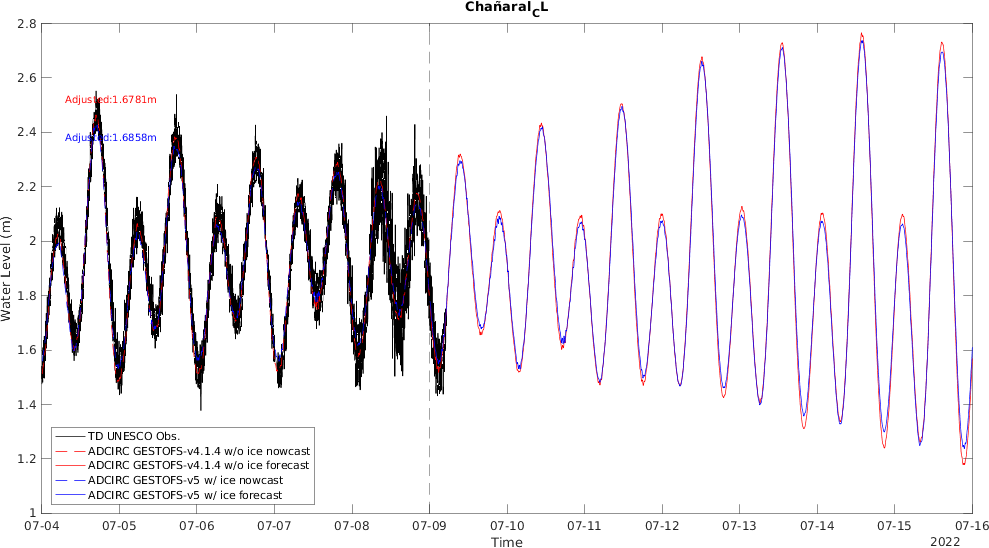 Chañaral_CL
2.8
2.6
2.4
2.2
2
1.8
1.6
1.4
1.2
1
Water Level (m)
Adjusted:1.6781m
Adjusted:1.6858m
TD UNESCO Obs.
ADCIRC GESTOFS-v4.1.4 w/o ice nowcast
ADCIRC GESTOFS-v4.1.4 w/o ice forecast
ADCIRC GESTOFS-v5 w/ ice nowcast
ADCIRC GESTOFS-v5 w/ ice forecast
07-04 07-05 07-06 07-07 07-08 07-09 07-10 07-11 07-12 07-13 07-14 07-15 07-16
Time
2022